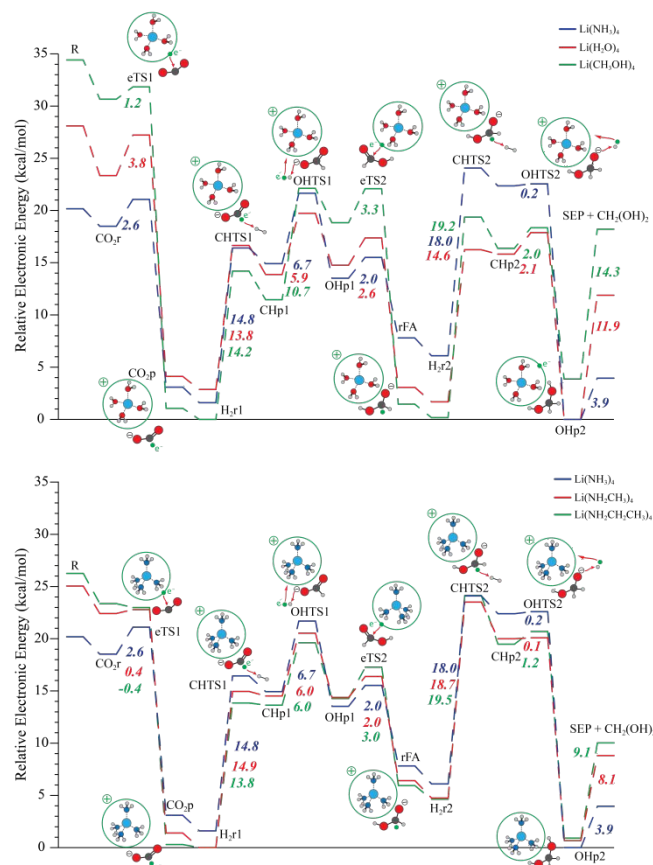 Relative Electronic Energy (kcal/mol)
35
30
25
20
15
10
5
0
Li(NH₃)₄
Li(H₂O)₄
Li(CH₃OH)₄
R
eTS1
1.2
3.8
2.6
CO₂r
CO₂p
H₂r1
CHTS1
14.8
13.8
14.2
CHp1
OHTS1
6.7
5.9
10.7
OHp1
eTS2
3.3
2.0
2.6
rFA
H₂r2
CHTS2
19.2
18.0
14.6
CHp2
OHTS2
0.2
2.0
2.1
OHp2
SEP + CH₂(OH)₂
14.3
11.9
3.9
e⁻
e⁻
e⁻
e⁻
e⁻
e⁻
Relative Electronic Energy (kcal/mol)
35
30
25
20
15
10
5
0
Li(NH₃)₄
Li(NH₂CH₃)₄
Li(NH₂CH₂CH₃)₄
R
eTS1
CO₂r
2.6
0.4
-0.4
CO₂p
H₂r1
CHTS1
14.8
14.9
13.8
CHp1
OHTS1
6.7
6.0
6.0
OHp1
eTS2
2.0
2.0
3.0
rFA
H₂r2
CHTS2
18.0
18.7
19.5
CHp2
OHTS2
0.2
0.1
1.2
OHp2
SEP + CH₂(OH)
9.1
8.1
3.9
e⁻
e⁻
e⁻
e⁻